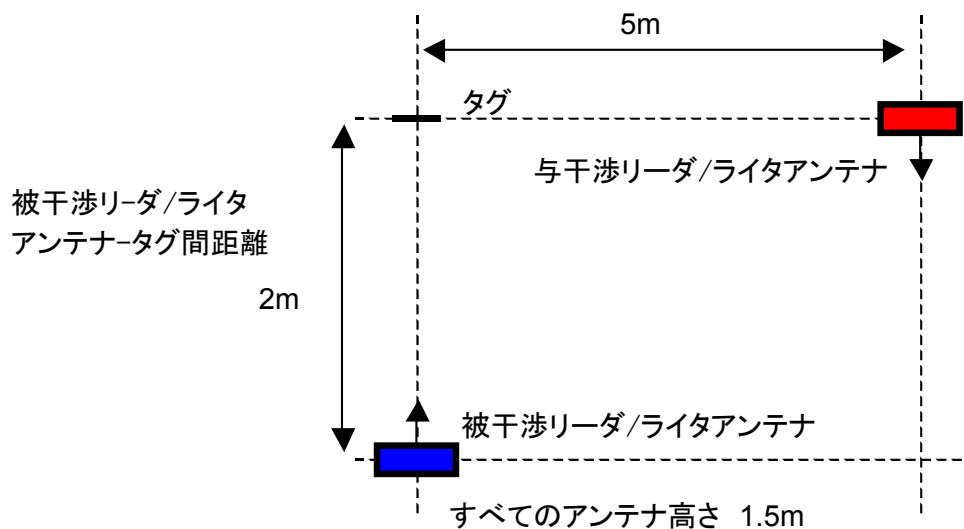 5m
タグ
与干渉リーダ/ライタアンテナ
被干渉リーダ/ライタ
アンテナ-タグ間距離
2m
被干渉リーダ/ライタアンテナ
すべてのアンテナ高さ 1.5m